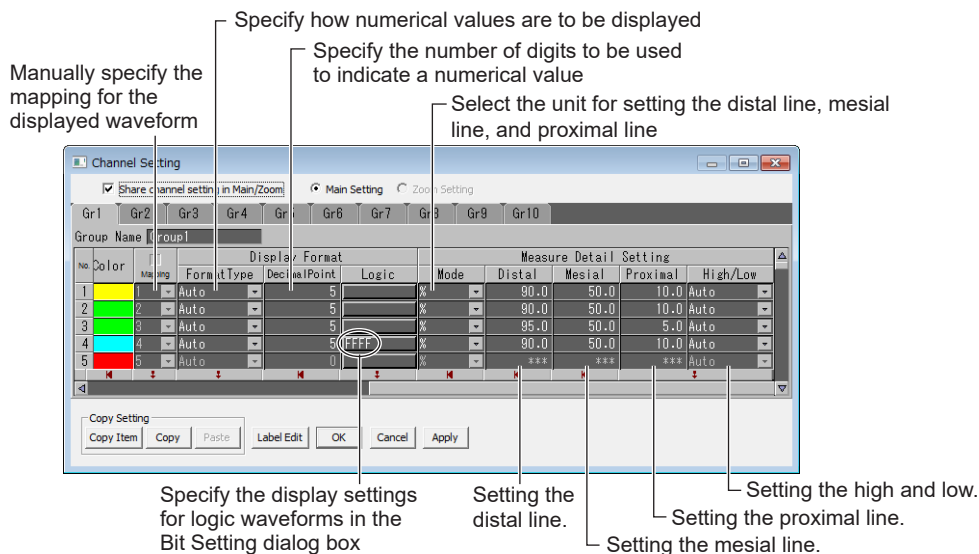 Specify how numerical values are to be displayed
Specify the number of digits to be used
to indicate a numerical value
Manually specify the
mapping for the
displayed waveform
Select the unit for setting the distal line, mesial
line, and proximal line
Channel Setting
Share channel setting in Main/Zoom Main Setting Zoom Setting
Gr1 Gr2 Gr3 Gr4 Gr5 Gr6 Gr7 Gr8 Gr9 Gr10
Group Name Group1
Display Format Measure Detail Setting
No. Color Mapping FormatType DecimalPoint Logic Mode Distal Mesial Proximal High/Low
1 1 Auto 5 % 90.0 50.0 10.0 Auto
2 2 Auto 5 % 90.0 50.0 10.0 Auto
3 3 Auto 5 % 95.0 50.0 5.0 Auto
4 4 Auto 5 FFFF % 90.0 50.0 10.0 Auto
5 5 Auto 0 % *** *** *** Auto
Copy Setting
Copy Item Copy Paste Label Edit OK Cancel Apply
Specify the display settings
for logic waveforms in the
Bit Setting dialog box
Setting the
distal line.
Setting the high and low.
Setting the proximal line.
Setting the mesial line.